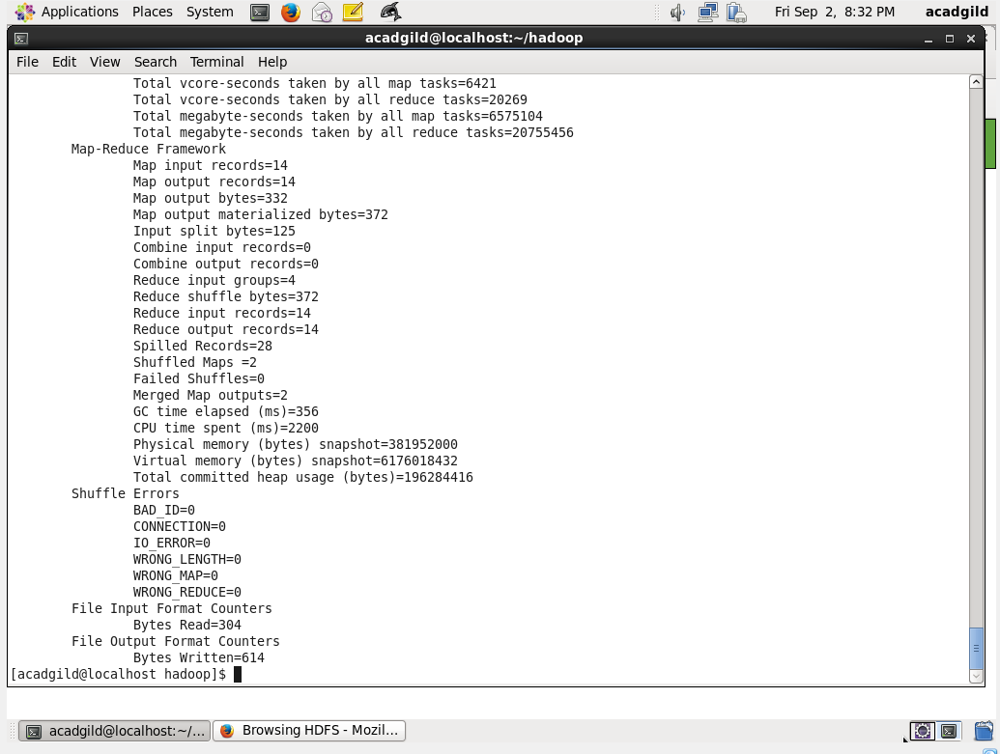 Applications Places System Fri Sep 2, 8:32 PM acadgild
acadgild@localhost:~/hadoop
File Edit View Search Terminal Help
Total vcore-seconds taken by all map tasks=6421
Total vcore-seconds taken by all reduce tasks=20269
Total megabyte-seconds taken by all map tasks=6575104
Total megabyte-seconds taken by all reduce tasks=20755456
Map-Reduce Framework
Map input records=14
Map output records=14
Map output bytes=332
Map output materialized bytes=372
Input split bytes=125
Combine input records=0
Combine output records=0
Reduce input groups=4
Reduce shuffle bytes=372
Reduce input records=14
Reduce output records=14
Spilled Records=28
Shuffled Maps =2
Failed Shuffles=0
Merged Map outputs=2
GC time elapsed (ms)=356
CPU time spent (ms)=2200
Physical memory (bytes) snapshot=381952000
Virtual memory (bytes) snapshot=6176018432
Total committed heap usage (bytes)=196284416
Shuffle Errors
BAD_ID=0
CONNECTION=0
IO_ERROR=0
WRONG_LENGTH=0
WRONG_MAP=0
WRONG_REDUCE=0
File Input Format Counters
Bytes Read=304
File Output Format Counters
Bytes Written=614
[acadgild@localhost hadoop]$
acadgild@localhost:~/... Browsing HDFS - Mozil...